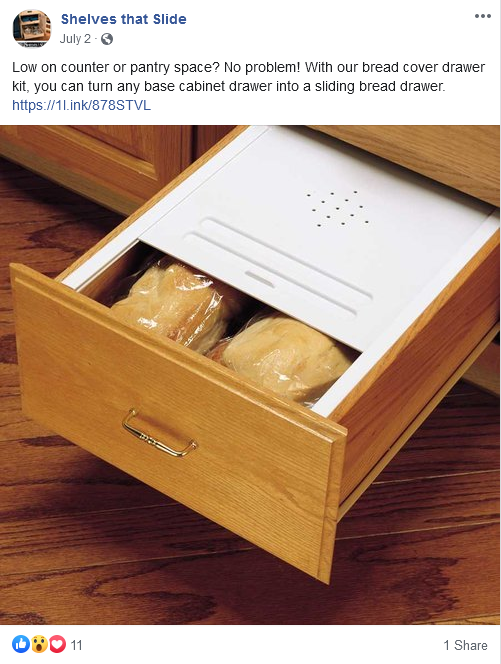 Shelves that Slide
July 2 ·
Low on counter or pantry space? No problem! With our bread cover drawer
kit, you can turn any base cabinet drawer into a sliding bread drawer.
https://1l.ink/878STVL
11
1 Share